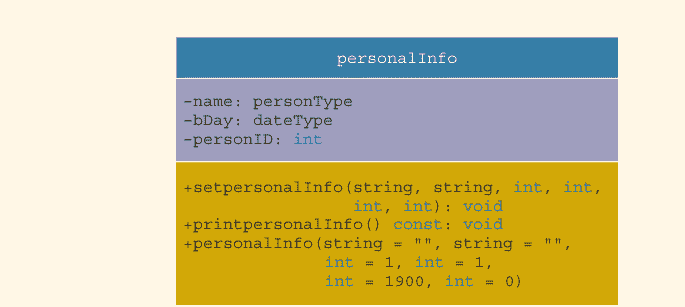 personalInfo
-name: personType
-bDay: dateType
-personID: int
+setpersonalInfo(string, string, int, int,
int, int): void
+printpersonalInfo() const: void
+personalInfo(string = "", string = "",
int = 1, int = 1,
int = 1900, int = 0)